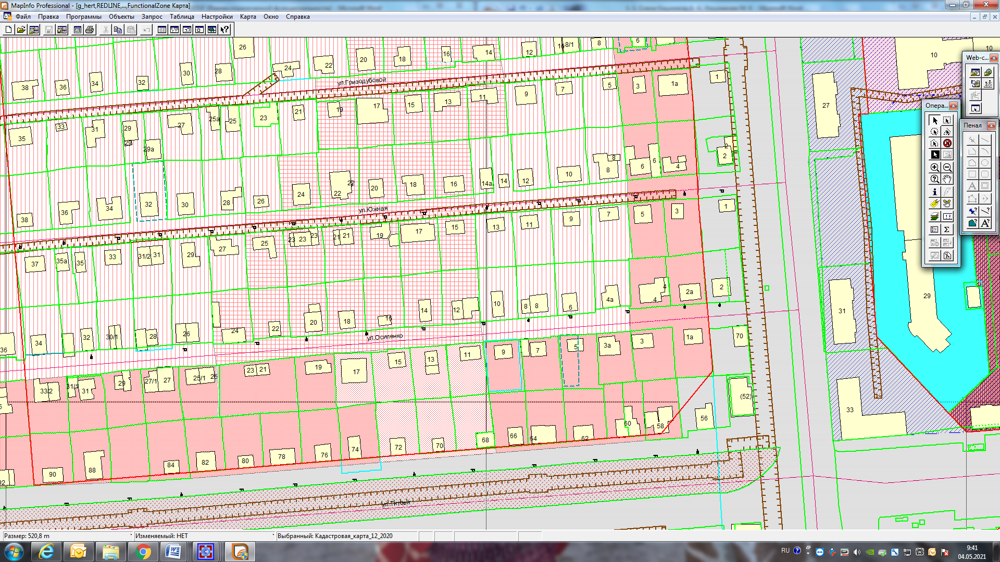 MapInfo Professional - [g_hert,REDLINE,...,FunctionalZone Карта]
Файл Правка Программы Объекты Запрос Таблица Настройки Карта Окно Справка
26 20 18 16 14 12 10 8/1 8 6 10 10
38 36 34 32 30 28 24 22
ул.Гризодубовой
1
35 33 31 29 29 29а 27 25а 25 23 21 19 17 15 13 11 9 7 5 3 1а
27
Web-с...
Опера...
Пенал
38 36 34 32 30 28 26 24 22 22 20 18 16 14а 14 12 10 8 8 6 6 4 2 2
ул.Южная
37 35а 35 33 31/2 31 29 27 25 23 23 23 21 21 19 17 15 13 11 9 7 5 3 1
36 34 32 30/1 28 26 24 22 20 18 16 14 12 10 8 8 6 4а 4 4 2а 2
29
31
ул.Осипенко
33/2 31/1 31 29 27/1 27 25/1 25 23 21 19 17 15 13 11 9 7 5 3а 3 1а 70
(52)
33
92 90 88 84 82 80 78 76 74 72 70 68 66 64 62 60 58 56
ул.Титова
Размер: 520,8 m Изменяемый: НЕТ Выбранный: Кадастровая_карта_12_2020
RU
9:41
04.05.2021